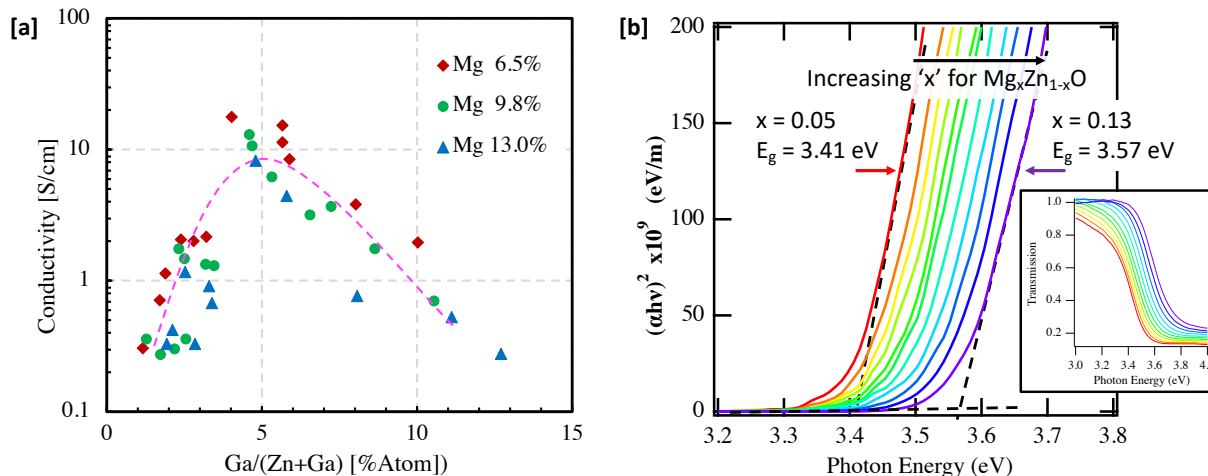 [a]
Conductivity [S/cm]
100
10
1
0.1
0
5
10
15
Ga/(Zn+Ga) [%Atom])
Mg 6.5%
Mg 9.8%
Mg 13.0%
[b]
(αhν)² x10⁹ (eV/m)
200
150
100
50
0
3.2
3.3
3.4
3.5
3.6
3.7
3.8
Photon Energy (eV)
Increasing ‘x’ for MgₓZn₁₋ₓO
x = 0.05
E_g = 3.41 eV
x = 0.13
E_g = 3.57 eV
Transmission
1.0
0.8
0.6
0.4
0.2
3.0
3.2
3.4
3.6
3.8
4.0
Photon Energy (eV)